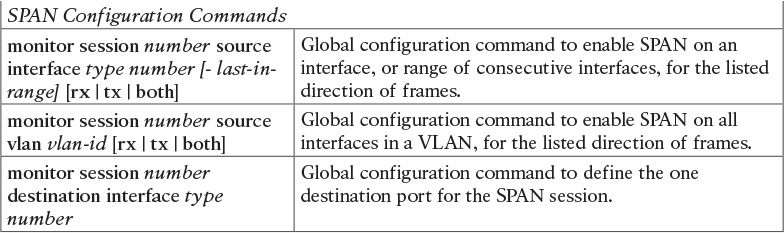 SPAN Configuration Commands
monitor session number source
interface type number [- last-in-
range] [rx | tx | both]
Global configuration command to enable SPAN on an
interface, or range of consecutive interfaces, for the listed
direction of frames.
monitor session number source
vlan vlan-id [rx | tx | both]
Global configuration command to enable SPAN on all
interfaces in a VLAN, for the listed direction of frames.
monitor session number
destination interface type
number
Global configuration command to define the one
destination port for the SPAN session.